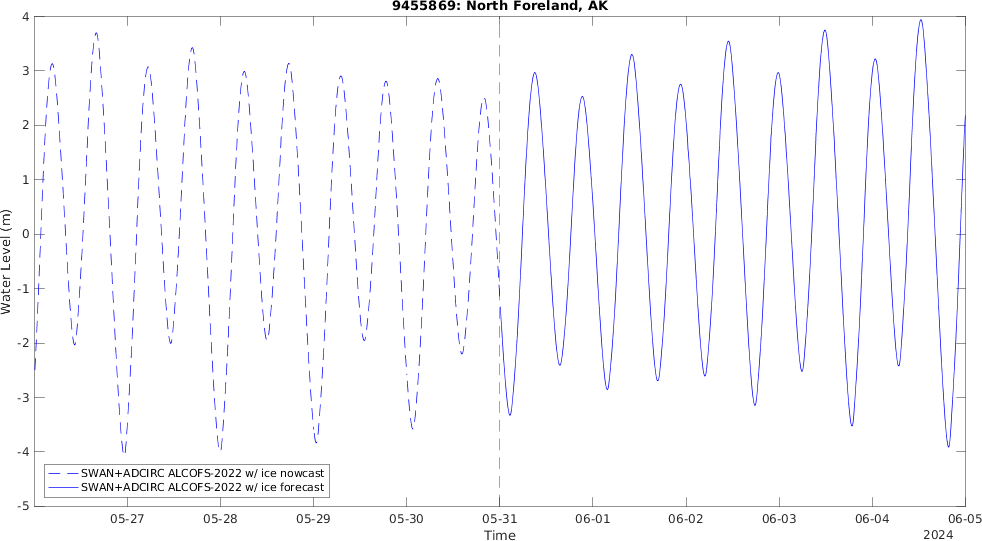 9455869: North Foreland, AK
4
3
2
1
0
-1
-2
-3
-4
-5
Water Level (m)
SWAN+ADCIRC ALCOFS-2022 w/ ice nowcast
SWAN+ADCIRC ALCOFS-2022 w/ ice forecast
05-27 05-28 05-29 05-30 05-31 06-01 06-02 06-03 06-04 06-05
Time
2024